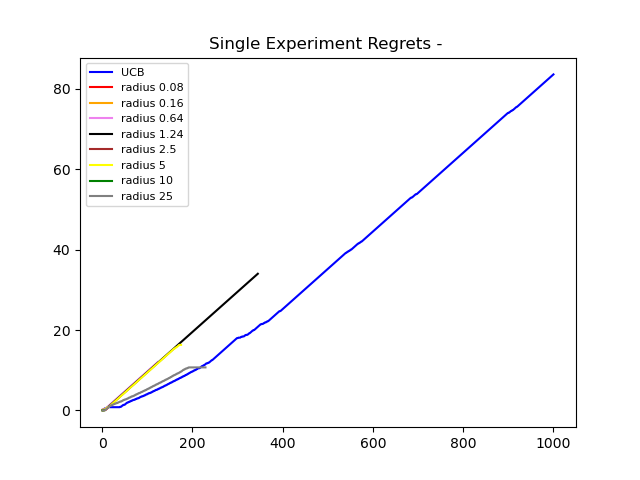 Single Experiment Regrets -
UCB
radius 0.08
radius 0.16
radius 0.64
radius 1.24
radius 2.5
radius 5
radius 10
radius 25
80
60
40
20
0
0 200 400 600 800 1000